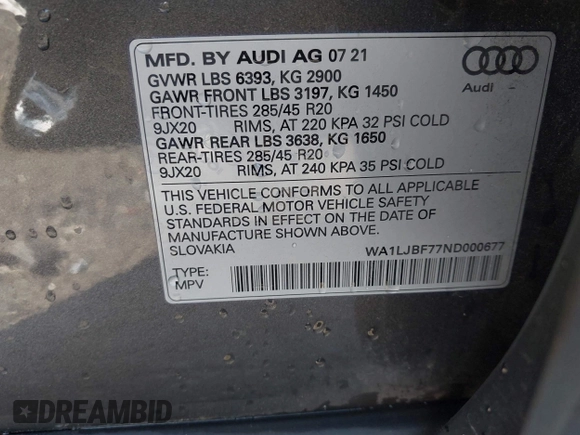 MFD. BY AUDI AG 07 21
GVWR LBS 6393, KG 2900
GAWR FRONT LBS 3197, KG 1450
FRONT-TIRES 285/45 R20
9JX20 RIMS, AT 220 KPA 32 PSI COLD
GAWR REAR LBS 3638, KG 1650
REAR-TIRES 285/45 R20
9JX20 RIMS, AT 240 KPA 35 PSI COLD
Audi
THIS VEHICLE CONFORMS TO ALL APPLICABLE
U.S. FEDERAL MOTOR VEHICLE SAFETY
STANDARDS IN EFFECT ON THE DATE OF
MANUFACTURE SHOWN ABOVE.
SLOVAKIA
WA1LJBF77ND000677
TYPE:
MPV
DREAMBID